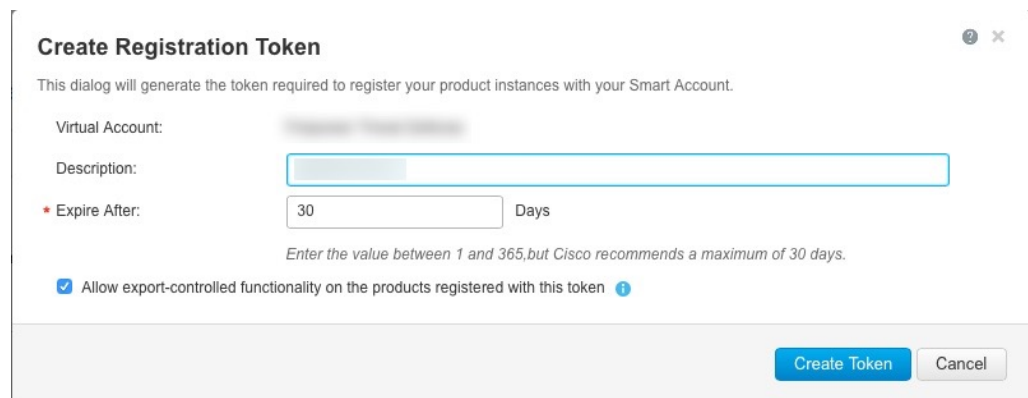 Create Registration Token
This dialog will generate the token required to register your product instances with your Smart Account.
Virtual Account:
Description:
* Expire After: 30 Days
Enter the value between 1 and 365,but Cisco recommends a maximum of 30 days.
Allow export-controlled functionality on the products registered with this token
Create Token Cancel